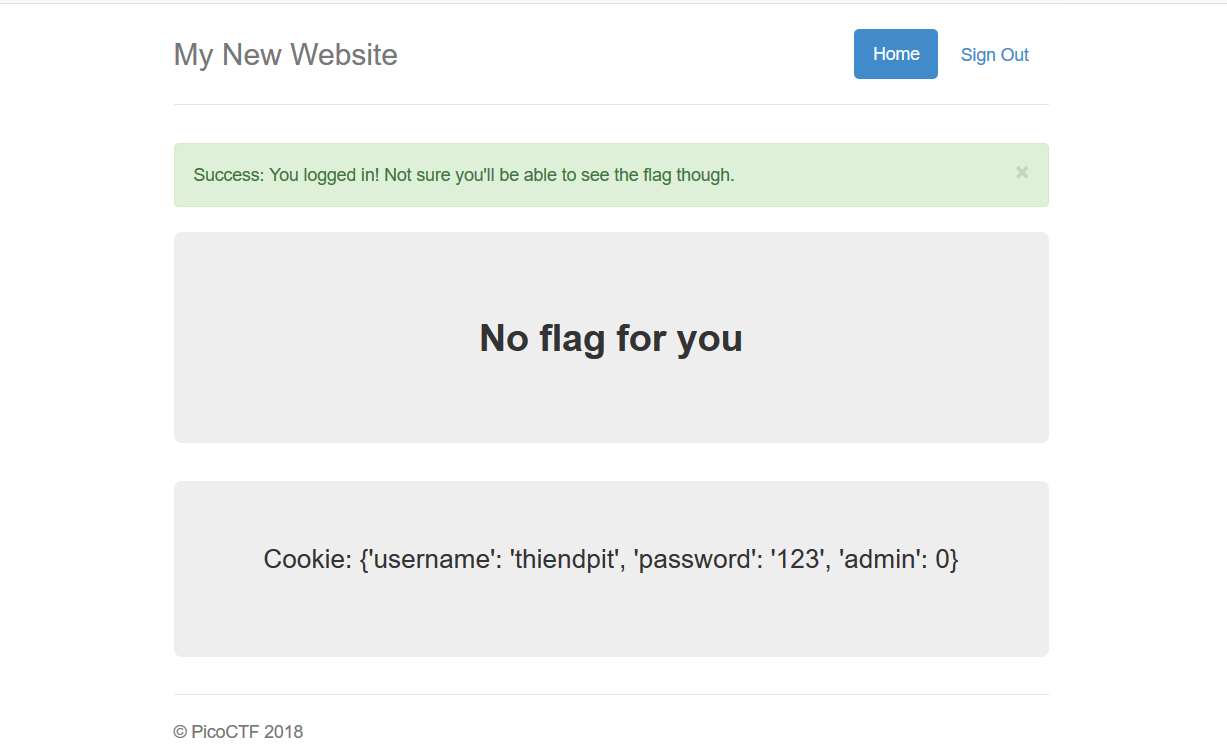 My New Website
Home
Sign Out
Success: You logged in! Not sure you'll be able to see the flag though.
×
No flag for you
Cookie: {'username': 'thiendpit', 'password': '123', 'admin': 0}
© PicoCTF 2018